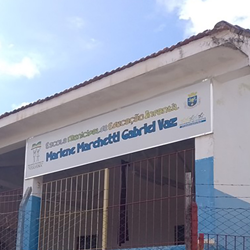 Escola Municipal de Educação Infantil
Marlene Marchetti Gabriel Vaz